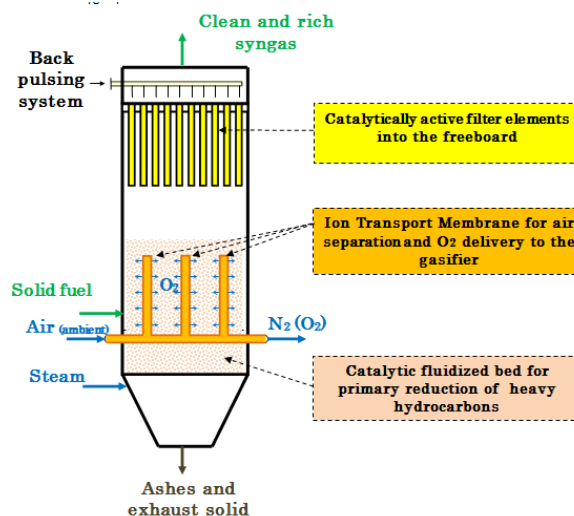 Clean and rich
syngas
Back
pulsing
system
Catalytically active filter elements
into the freeboard
Ion Transport Membrane for air
separation and O2 delivery to the
gasifier
O2
Solid fuel
Air (ambient)
N2 (O2)
Steam
Catalytic fluidized bed for
primary reduction of heavy
hydrocarbons
Ashes and
exhaust solid